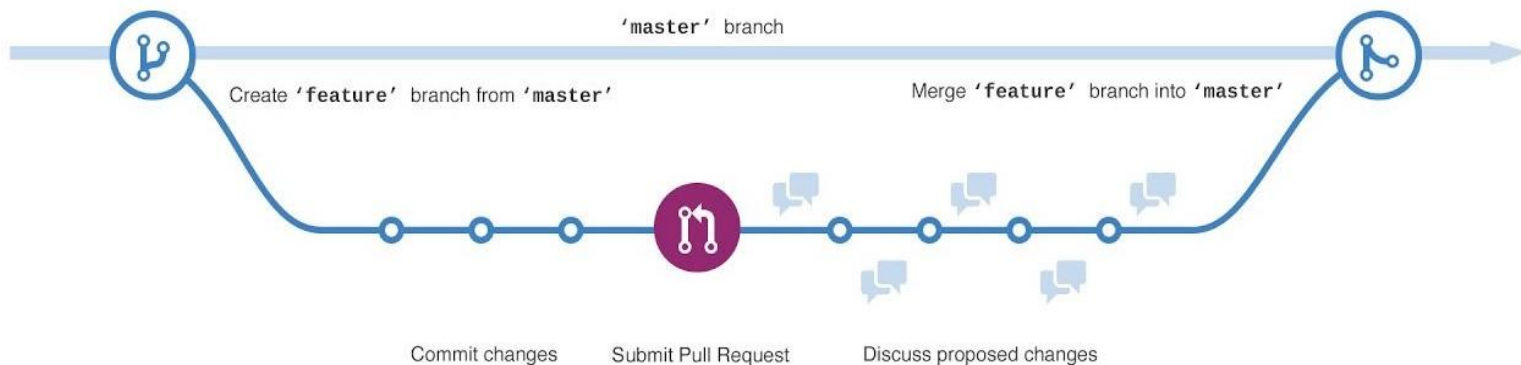 ‘master’ branch
Create ‘feature’ branch from ‘master’
Merge ‘feature’ branch into ‘master’
Commit changes
Submit Pull Request
Discuss proposed changes